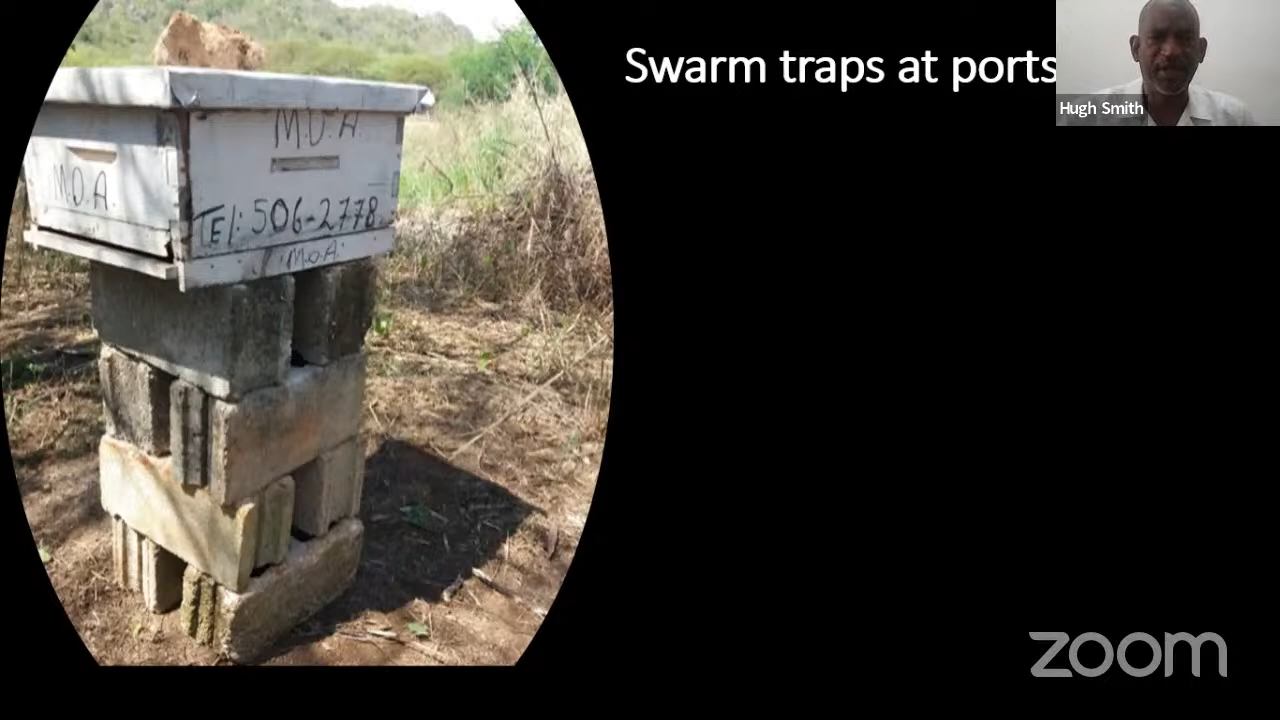 Swarm traps at ports
Hugh Smith
M.O.A.
M.O.A.
TEl: 506-2778
M.o.A.
zoom